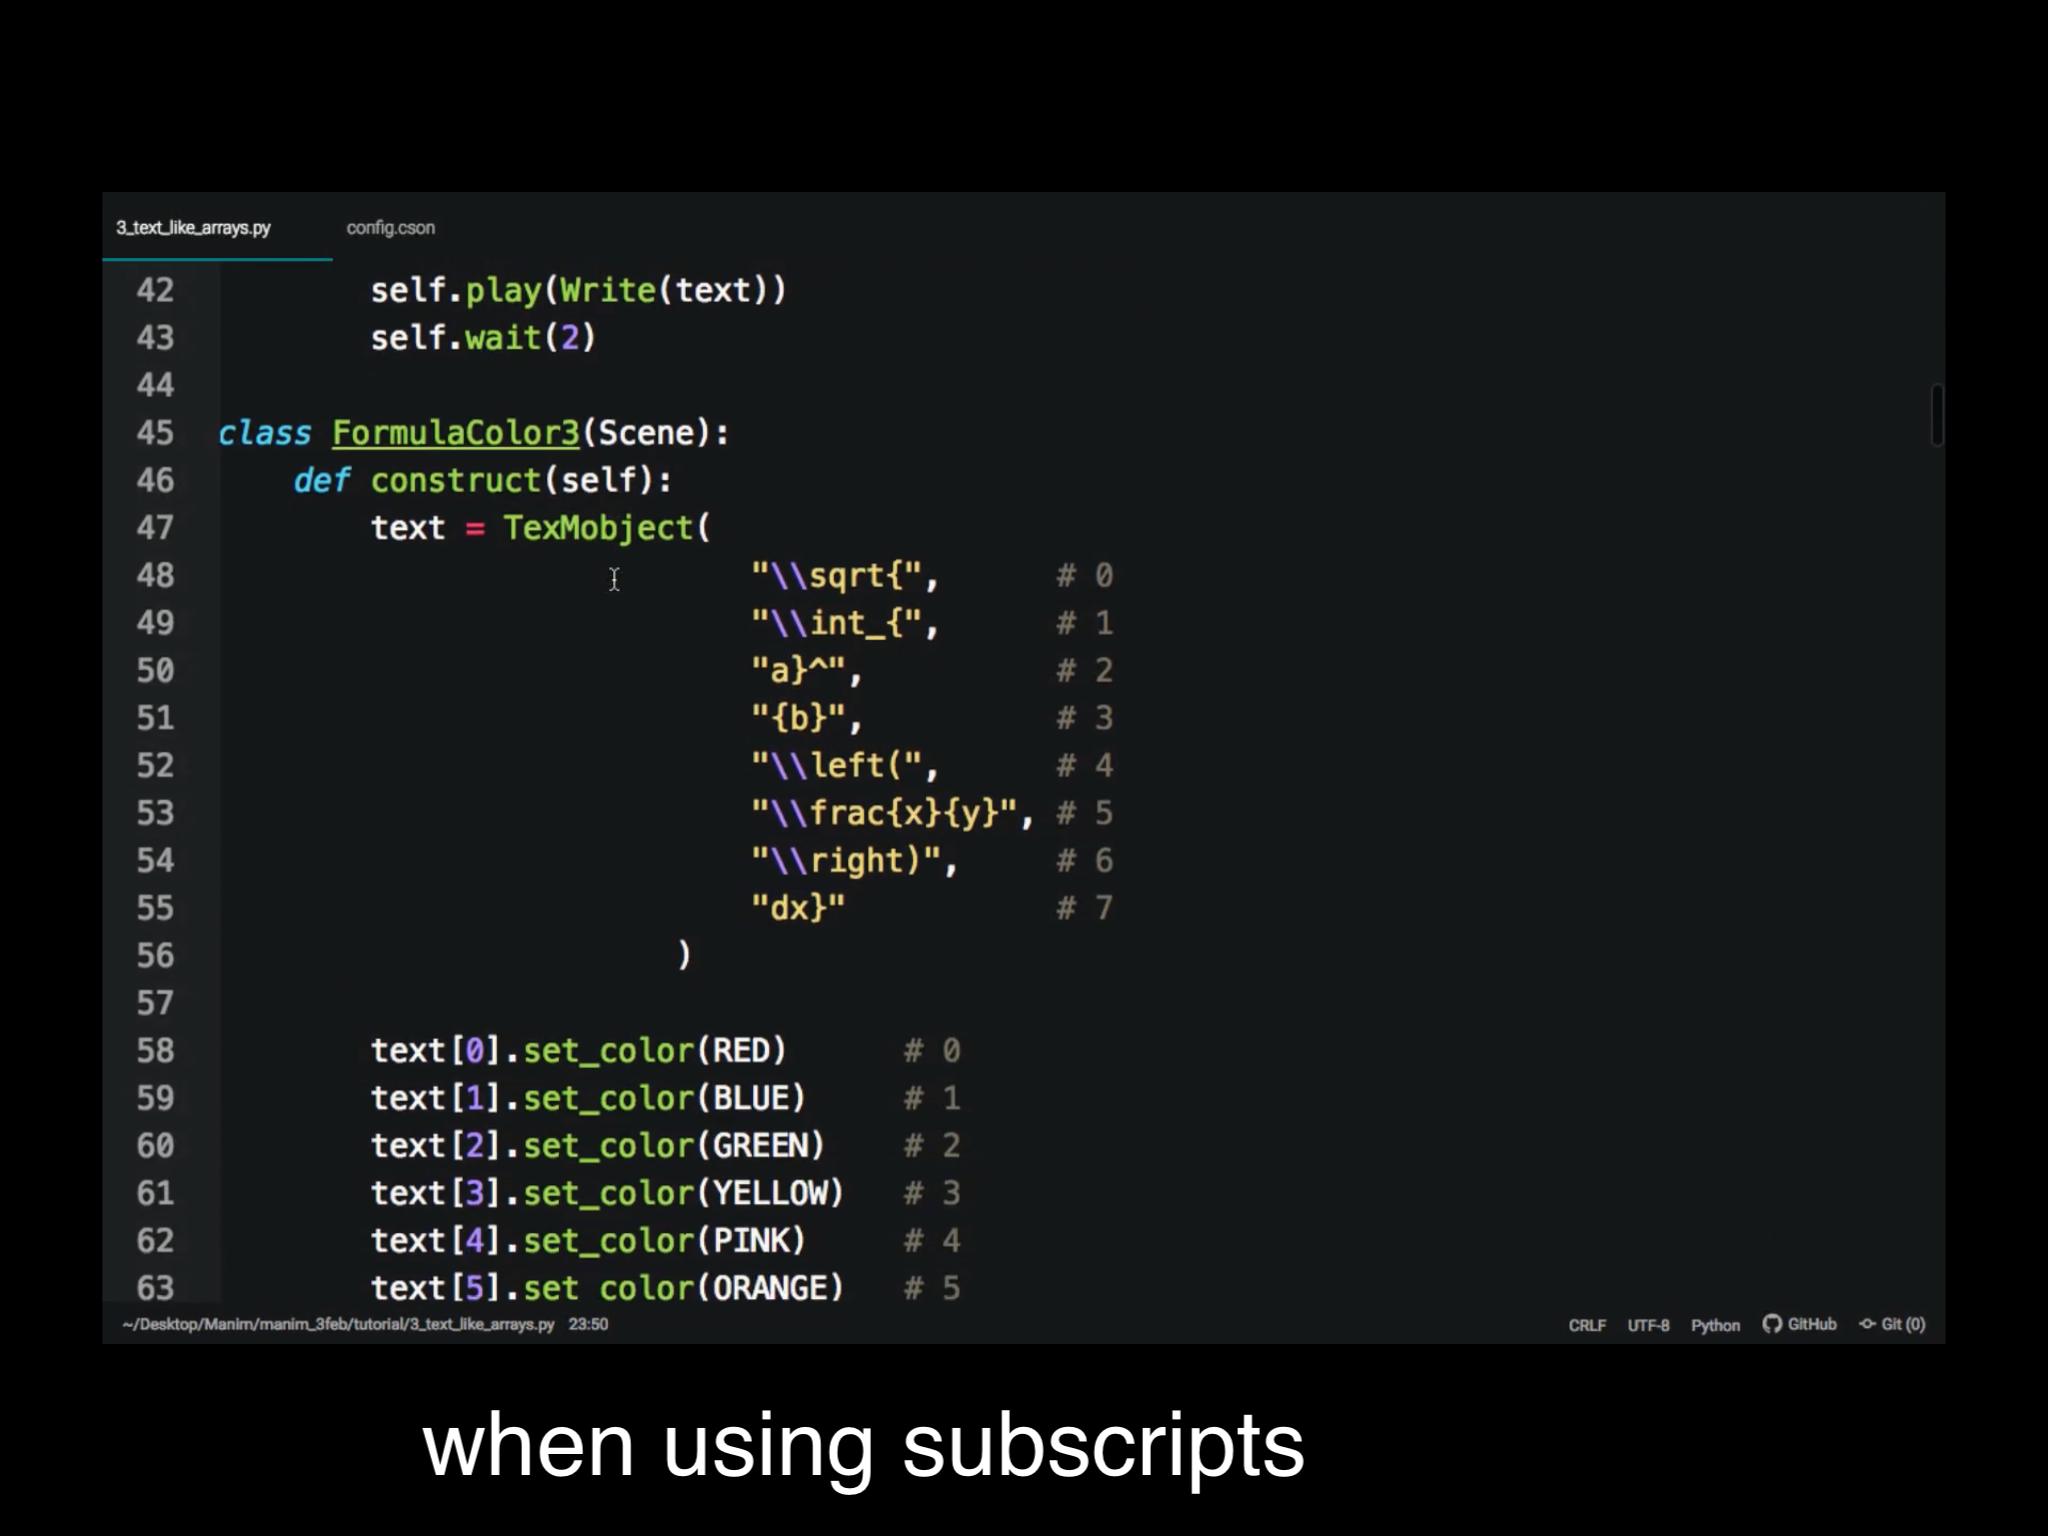 3_text_like_arrays.py config.cson
42 self.play(Write(text))
43 self.wait(2)
44
45 class FormulaColor3(Scene):
46 def construct(self):
47 text = TexMobject(
48 "\\sqrt{", # 0
49 "\\int_{", # 1
50 "a}^", # 2
51 "{b}", # 3
52 "\\left(", # 4
53 "\\frac{x}{y}", # 5
54 "\\right)", # 6
55 "dx}" # 7
56 )
57
58 text[0].set_color(RED) # 0
59 text[1].set_color(BLUE) # 1
60 text[2].set_color(GREEN) # 2
61 text[3].set_color(YELLOW) # 3
62 text[4].set_color(PINK) # 4
63 text[5].set_color(ORANGE) # 5
~/Desktop/Manim/manim_3feb/tutorial/3_text_like_arrays.py 23:50 CRLF UTF-8 Python GitHub Git (0)
when using subscripts